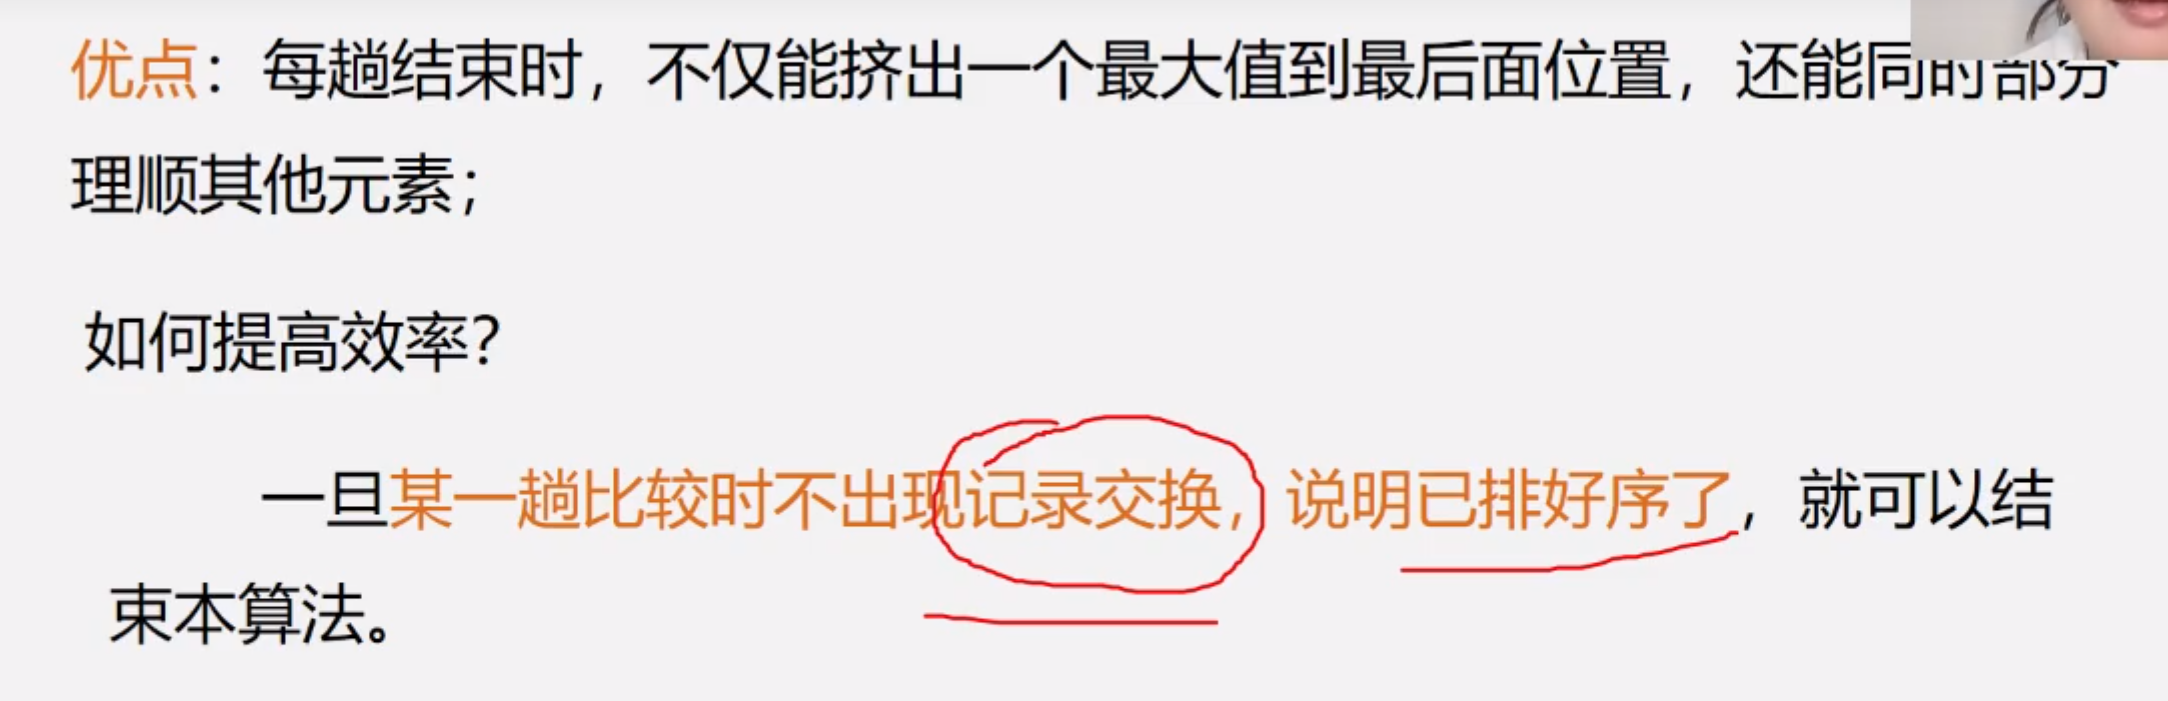 优点：每趟结束时，不仅能挤出一个最大值到最后面位置，还能同时部分
理顺其他元素；
如何提高效率？
一旦某一趟比较时不出现记录交换，说明已排好序了，就可以结
束本算法。